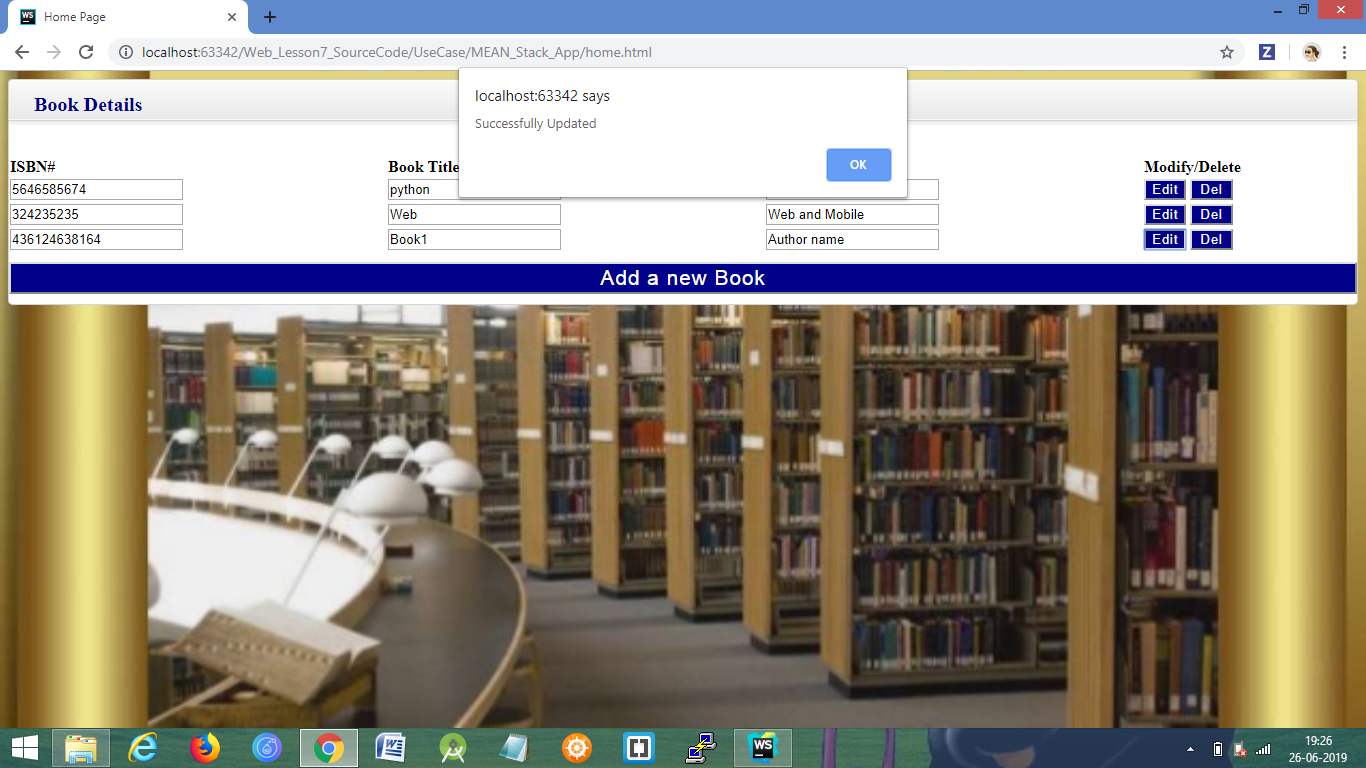 Home Page
localhost:63342/Web_Lesson7_SourceCode/UseCase/MEAN_Stack_App/home.html
localhost:63342 says
Successfully Updated
OK
Book Details
ISBN# Book Title Modify/Delete
5646585674 python Edit Del
324235235 Web Web and Mobile Edit Del
436124638164 Book1 Author name Edit Del
Add a new Book
WS
19:26
26-06-2019